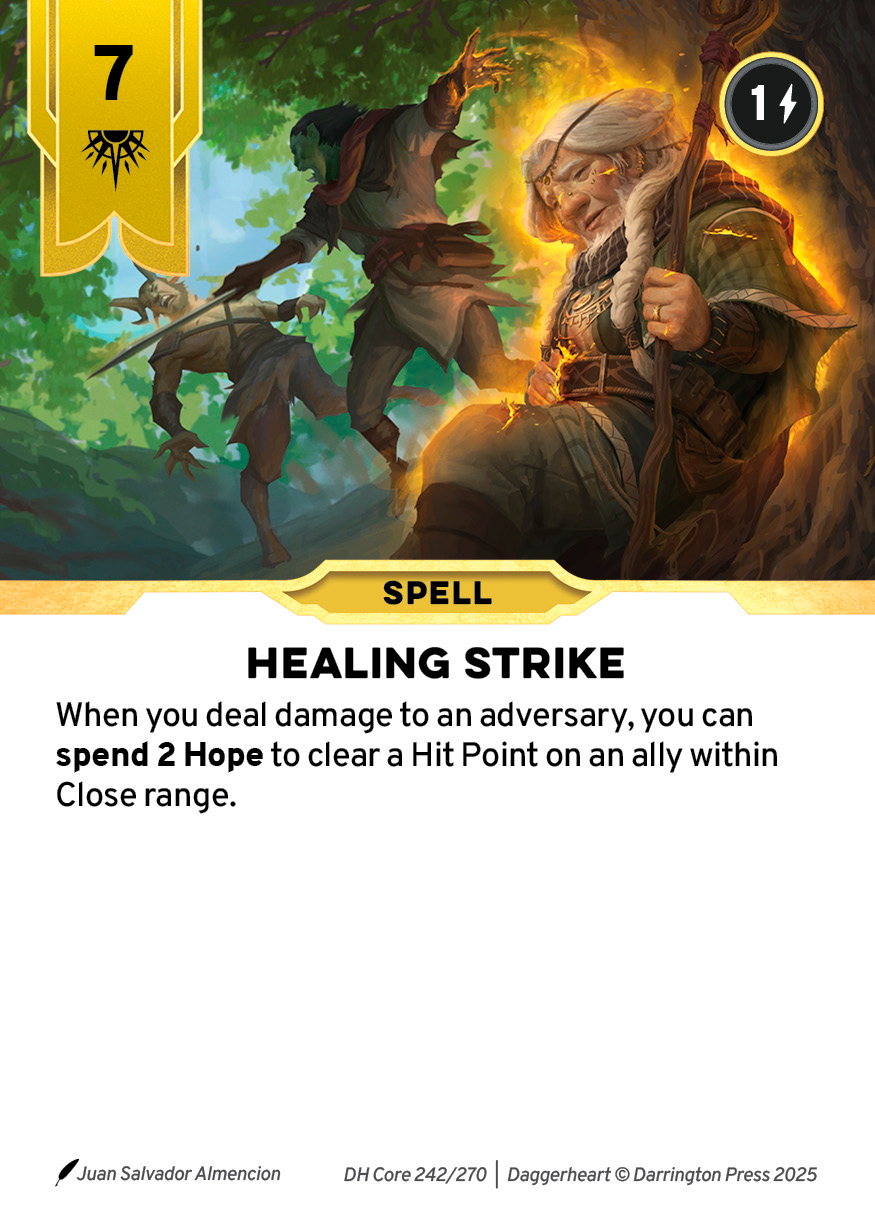 7
1
SPELL
HEALING STRIKE
When you deal damage to an adversary, you can
spend 2 Hope to clear a Hit Point on an ally within
Close range.
Juan Salvador Almencion
DH Core 242/270 | Daggerheart © Darrington Press 2025